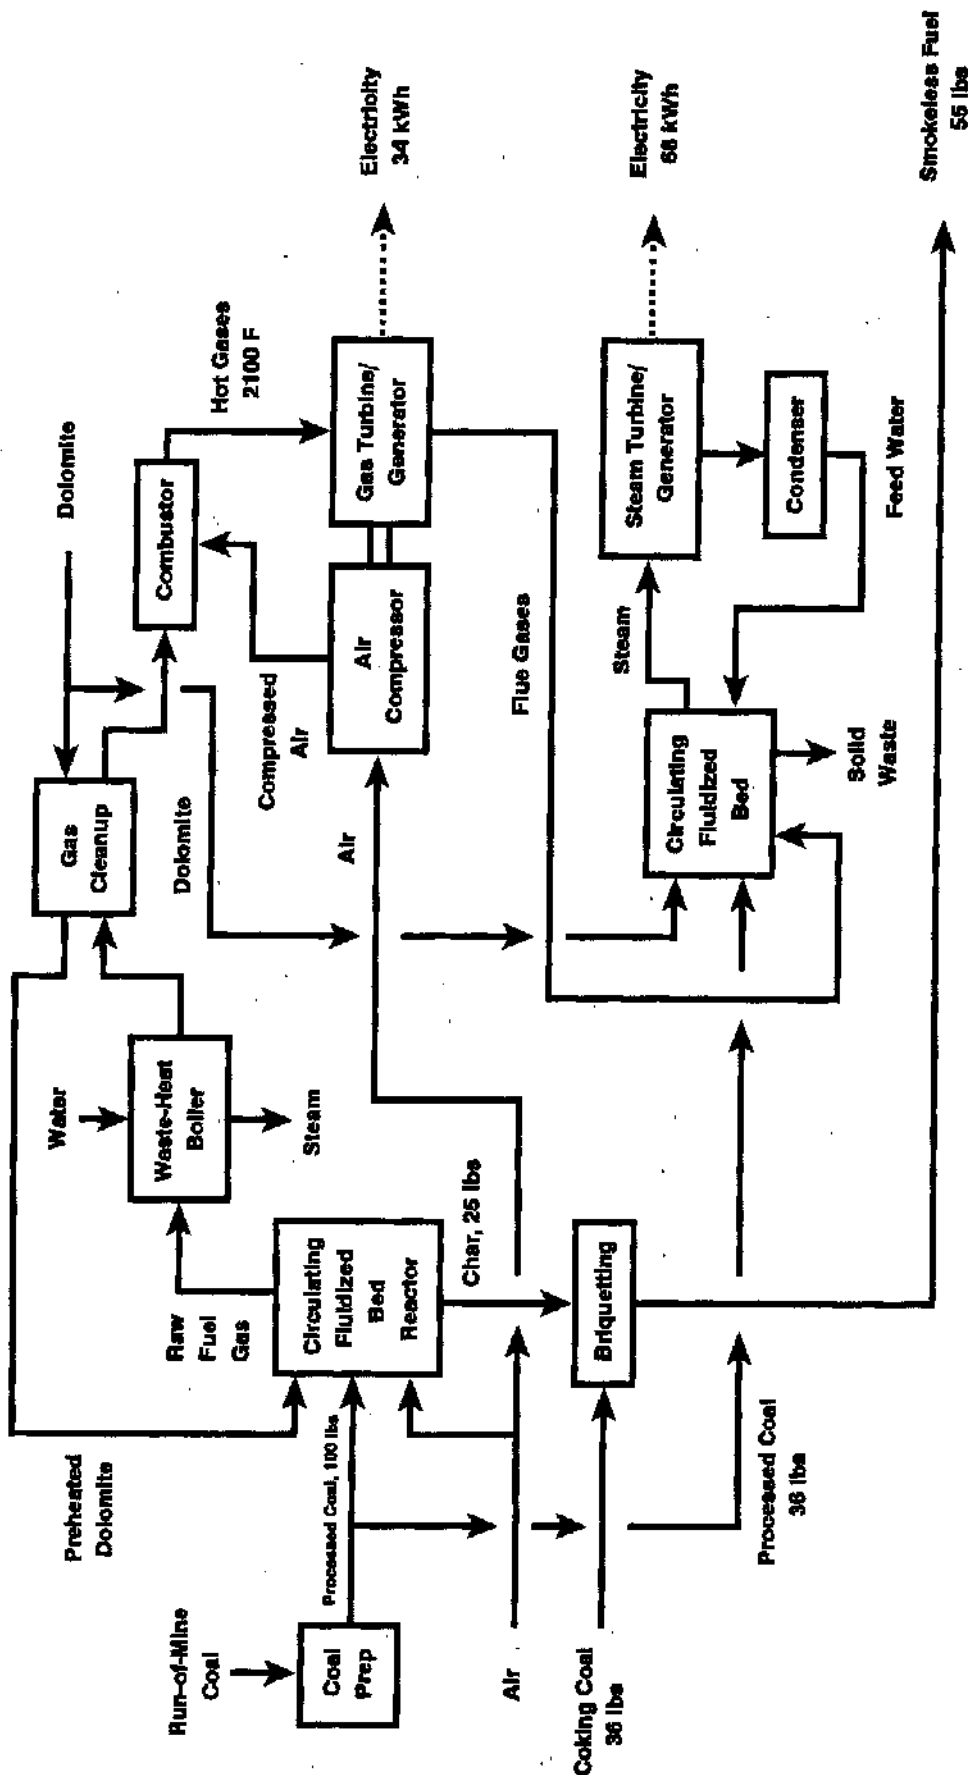 Run-of-Mine
Coal
Coal
Prep
Preheated
Dolomite
Processed Coal, 100 lbs
Air
Coking Coal
36 lbs
Processed Coal
36 lbs
Raw
Fuel
Gas
Circulating
Fluidized
Bed
Reactor
Char, 25 lbs
Briquetting
Water
Waste-Heat
Boiler
Steam
Gas
Cleanup
Dolomite
Dolomite
Compressed
Air
Air
Combustor
Hot Gases
2100 F
Air
Compressor
Gas Turbine/
Generator
Electricity
34 kWh
Flue Gases
Circulating
Fluidized
Bed
Solid
Waste
Steam
Steam Turbine/
Generator
Condenser
Feed Water
Electricity
Smokeless Fuel
55 lbs